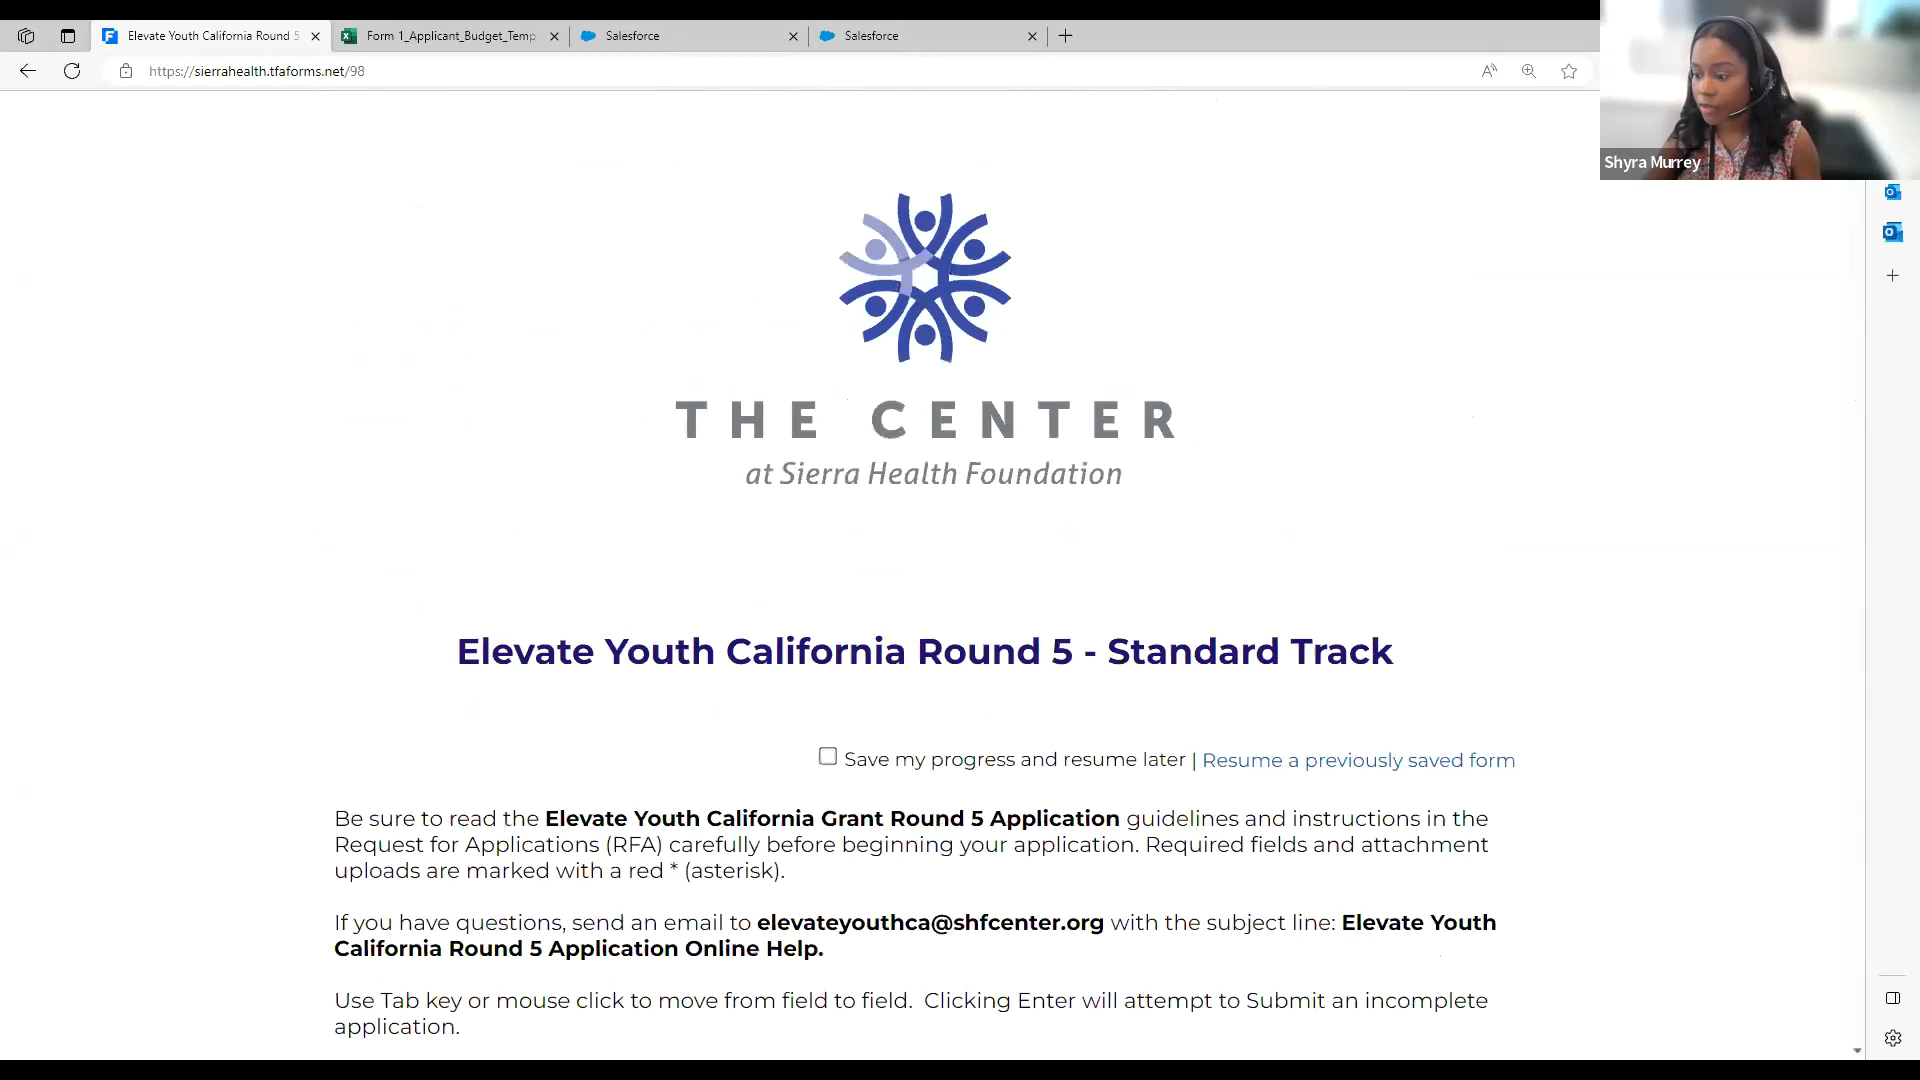 Elevate Youth California Round 5
Form 1_Applicant_Budget_Temp
Salesforce
Salesforce
https://sierrahealth.tfaforms.net/98
Shyra Murrey
THE CENTER
at Sierra Health Foundation
Elevate Youth California Round 5 - Standard Track
Save my progress and resume later | Resume a previously saved form
Be sure to read the Elevate Youth California Grant Round 5 Application guidelines and instructions in the
Request for Applications (RFA) carefully before beginning your application. Required fields and attachment
uploads are marked with a red * (asterisk).
If you have questions, send an email to elevateyouthca@shfcenter.org with the subject line: Elevate Youth
California Round 5 Application Online Help.
Use Tab key or mouse click to move from field to field. Clicking Enter will attempt to Submit an incomplete
application.